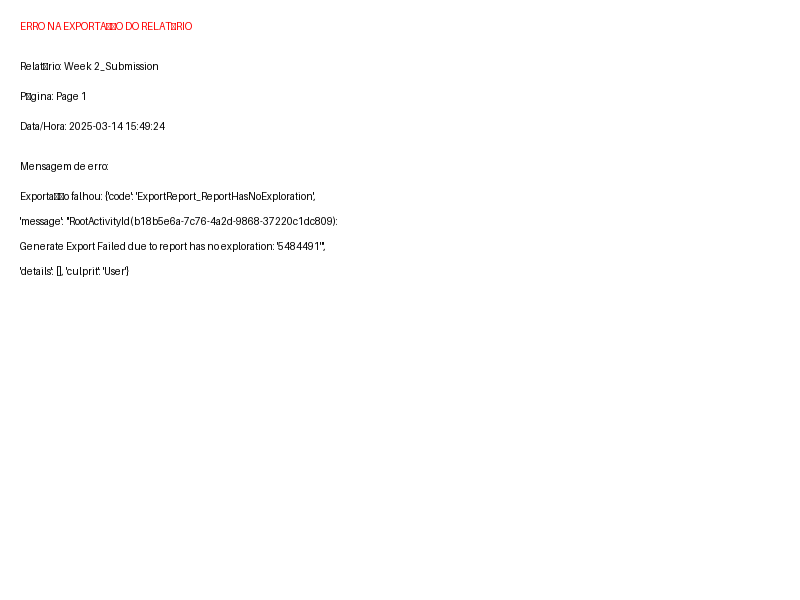 ERRO NA EXPORTA□□O DO RELAT□RIO
Relat□rio: Week 2_Submission
P□gina: Page 1
Data/Hora: 2025-03-14 15:49:24
Mensagem de erro:
Exporta□□o falhou: {'code': 'ExportReport_ReportHasNoExploration',
'message': "RootActivityId(b18b5e6a-7c76-4a2d-9868-37220c1dc809):
Generate Export Failed due to report has no exploration: '5484491'",
'details': [], 'culprit': 'User'}